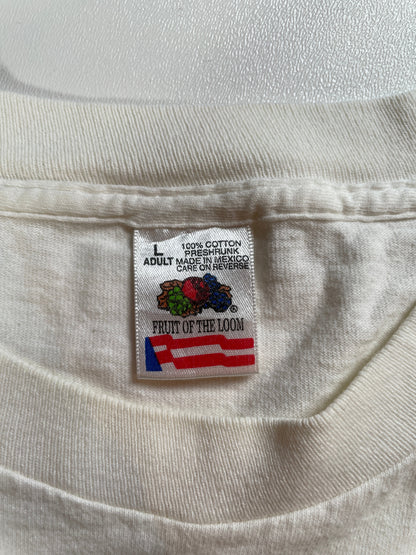 L
ADULT
100% COTTON
PRESHRUNK
MADE IN MEXICO
CARE ON REVERSE
®
FRUIT OF THE LOOM